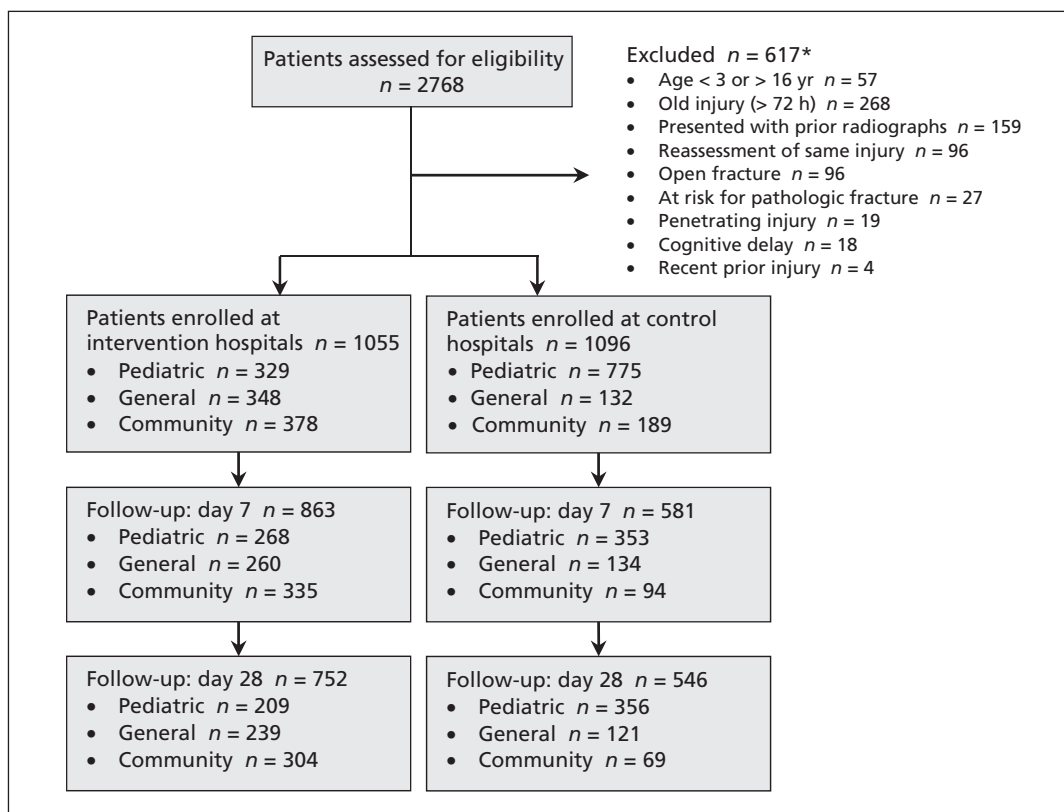 Patients assessed for eligibility
n = 2768
Excluded n = 617*
• Age < 3 or > 16 yr n = 57
• Old injury (> 72 h) n = 268
• Presented with prior radiographs n = 159
• Reassessment of same injury n = 96
• Open fracture n = 96
• At risk for pathologic fracture n = 27
• Penetrating injury n = 19
• Cognitive delay n = 18
• Recent prior injury n = 4
Patients enrolled at
intervention hospitals n = 1055
• Pediatric n = 329
• General n = 348
• Community n = 378
Patients enrolled at control
hospitals n = 1096
• Pediatric n = 775
• General n = 132
• Community n = 189
Follow-up: day 7 n = 863
• Pediatric n = 268
• General n = 260
• Community n = 335
Follow-up: day 7 n = 581
• Pediatric n = 353
• General n = 134
• Community n = 94
Follow-up: day 28 n = 752
• Pediatric n = 209
• General n = 239
• Community n = 304
Follow-up: day 28 n = 546
• Pediatric n = 356
• General n = 121
• Community n = 69